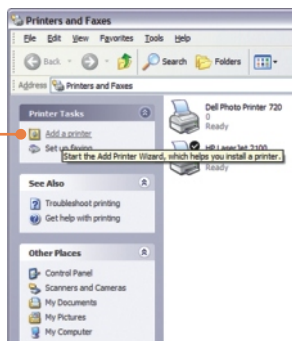 Printers and Faxes
File Edit View Favorites Tools Help
Back Search Folders
Address Printers and Faxes
Printer Tasks
Add a printer
Set up faxing
Start the Add Printer Wizard, which helps you install a printer.
See Also
Troubleshoot printing
Get help with printing
Other Places
Control Panel
Scanners and Cameras
My Documents
My Pictures
My Computer
Dell Photo Printer 720
0
Ready
HP LaserJet 2100
Ready